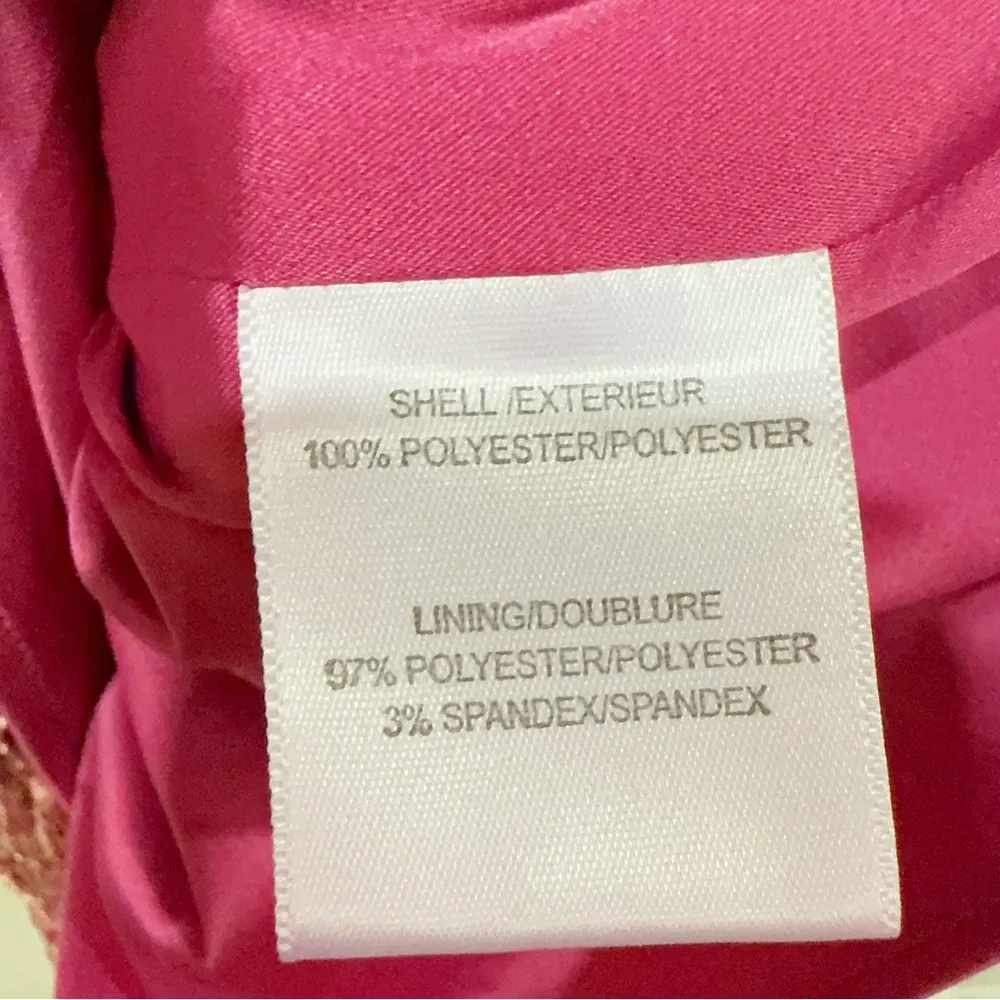 SHELL /EXTERIEUR
100% POLYESTER/POLYESTER
LINING/DOUBLURE
97% POLYESTER/POLYESTER
3% SPANDEX/SPANDEX